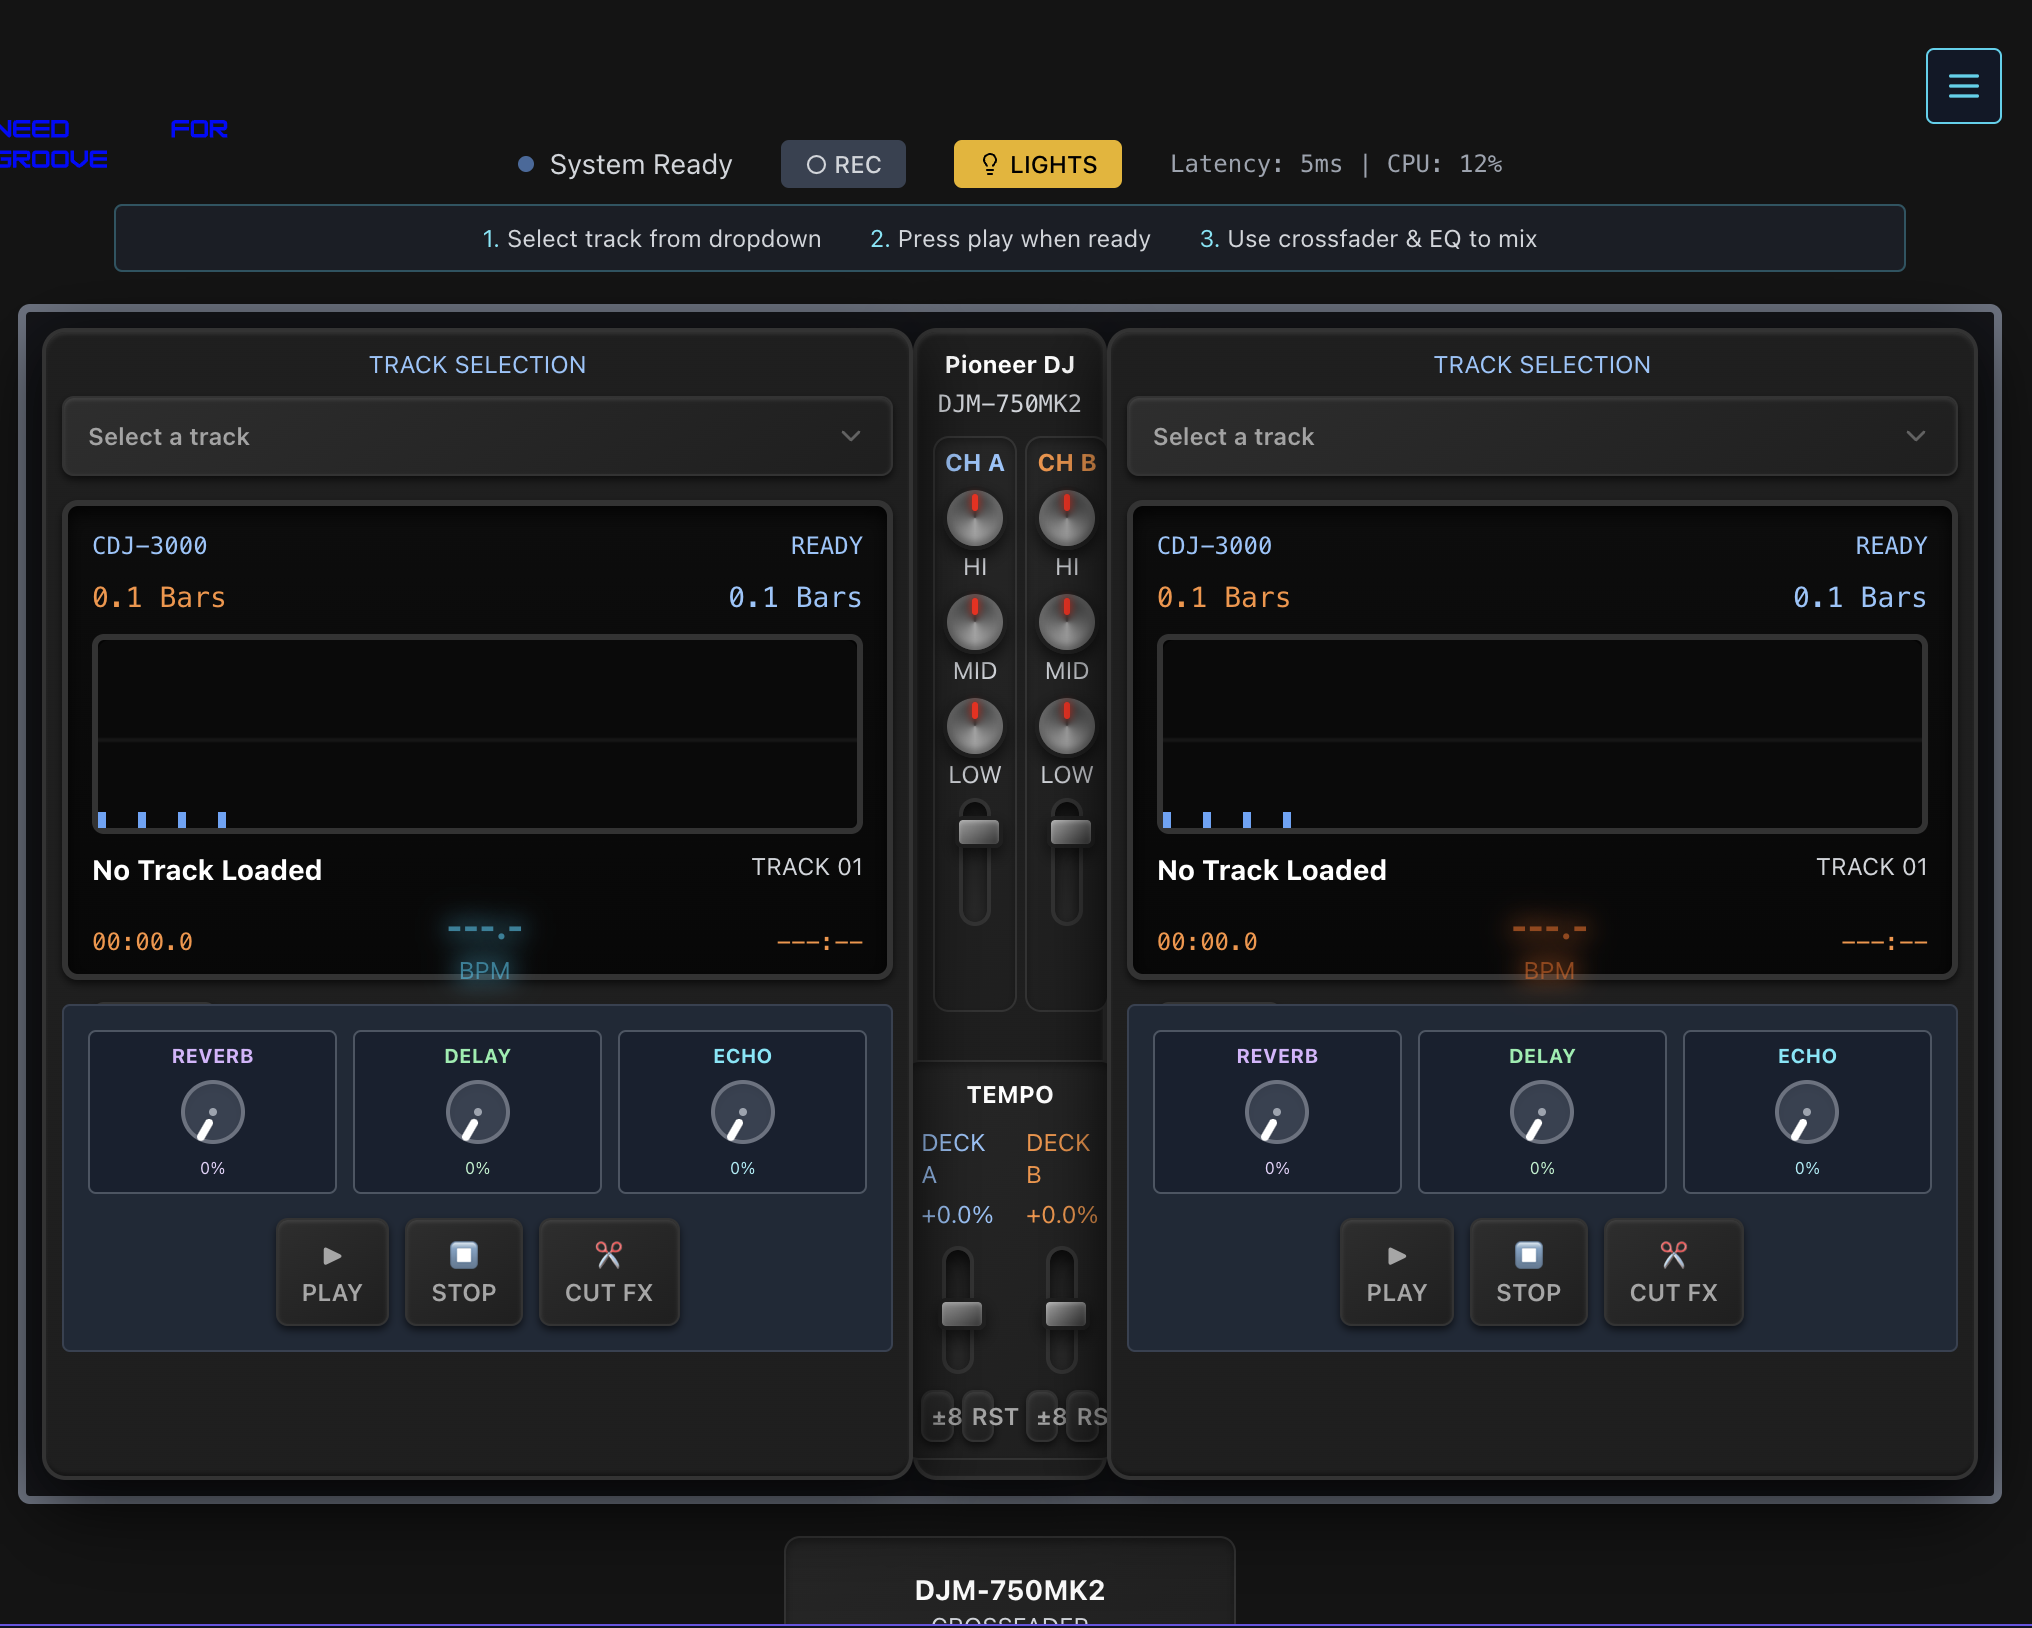 NEED FOR
GROOVE
System Ready
REC
LIGHTS
Latency: 5ms | CPU: 12%
1. Select track from dropdown
2. Press play when ready
3. Use crossfader & EQ to mix
TRACK SELECTION
Select a track
CDJ-3000
READY
0.1 Bars
0.1 Bars
No Track Loaded
TRACK 01
00:00.0
---.-
BPM
---:--
REVERB
0%
DELAY
0%
ECHO
0%
PLAY
STOP
CUT FX
Pioneer DJ
DJM-750MK2
CH A
HI
MID
LOW
CH B
HI
MID
LOW
TEMPO
DECK
A
+0.0%
±8
RST
DECK
B
+0.0%
±8
RS
TRACK SELECTION
Select a track
CDJ-3000
READY
0.1 Bars
0.1 Bars
No Track Loaded
TRACK 01
00:00.0
---.-
BPM
---:--
REVERB
0%
DELAY
0%
ECHO
0%
PLAY
STOP
CUT FX
DJM-750MK2
CROSSFADER